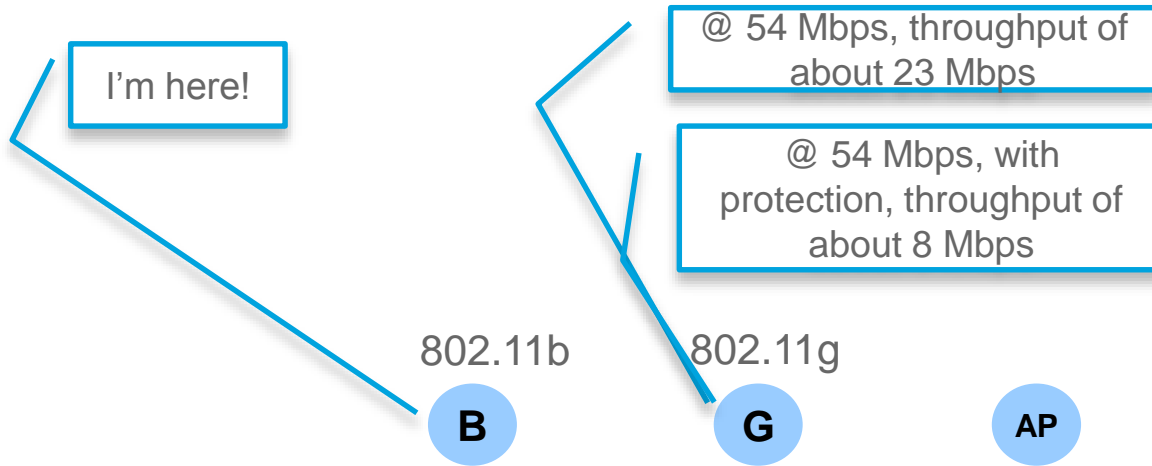 I’m here!
@ 54 Mbps, throughput of
about 23 Mbps
@ 54 Mbps, with
protection, throughput of
about 8 Mbps
802.11b
802.11g
B
G
AP